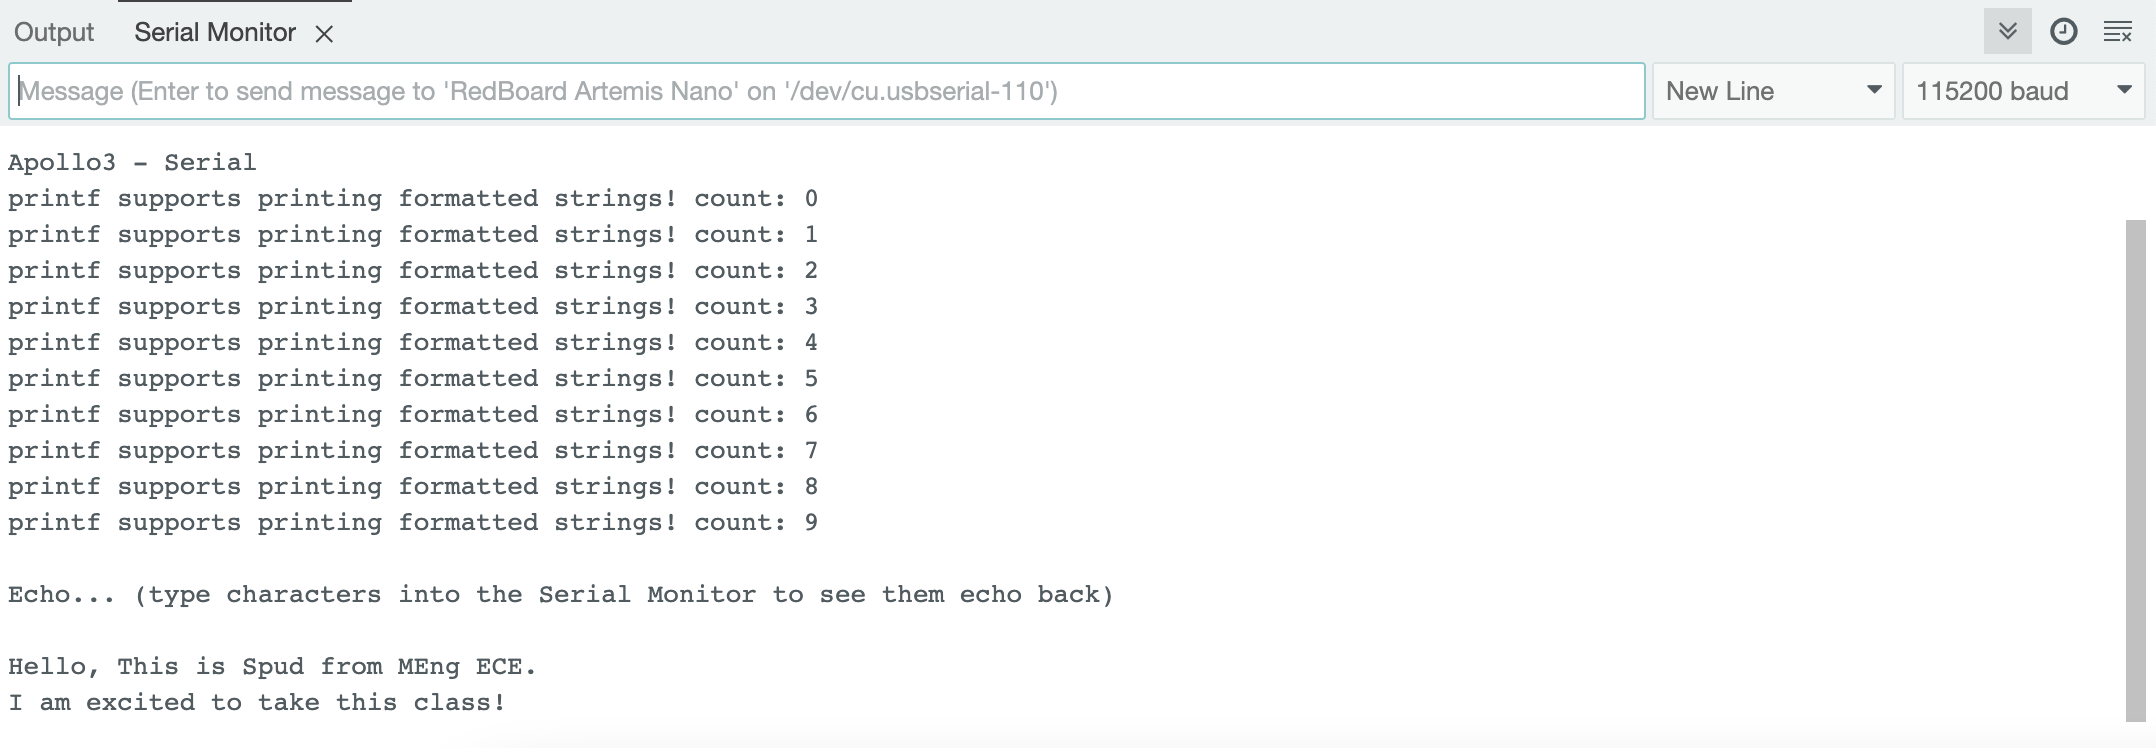 Output Serial Monitor
Message (Enter to send message to 'RedBoard Artemis Nano' on '/dev/cu.usbserial-110') New Line 115200 baud
Apollo3 - Serial
printf supports printing formatted strings! count: 0
printf supports printing formatted strings! count: 1
printf supports printing formatted strings! count: 2
printf supports printing formatted strings! count: 3
printf supports printing formatted strings! count: 4
printf supports printing formatted strings! count: 5
printf supports printing formatted strings! count: 6
printf supports printing formatted strings! count: 7
printf supports printing formatted strings! count: 8
printf supports printing formatted strings! count: 9
Echo... (type characters into the Serial Monitor to see them echo back)
Hello, This is Spud from MEng ECE.
I am excited to take this class!